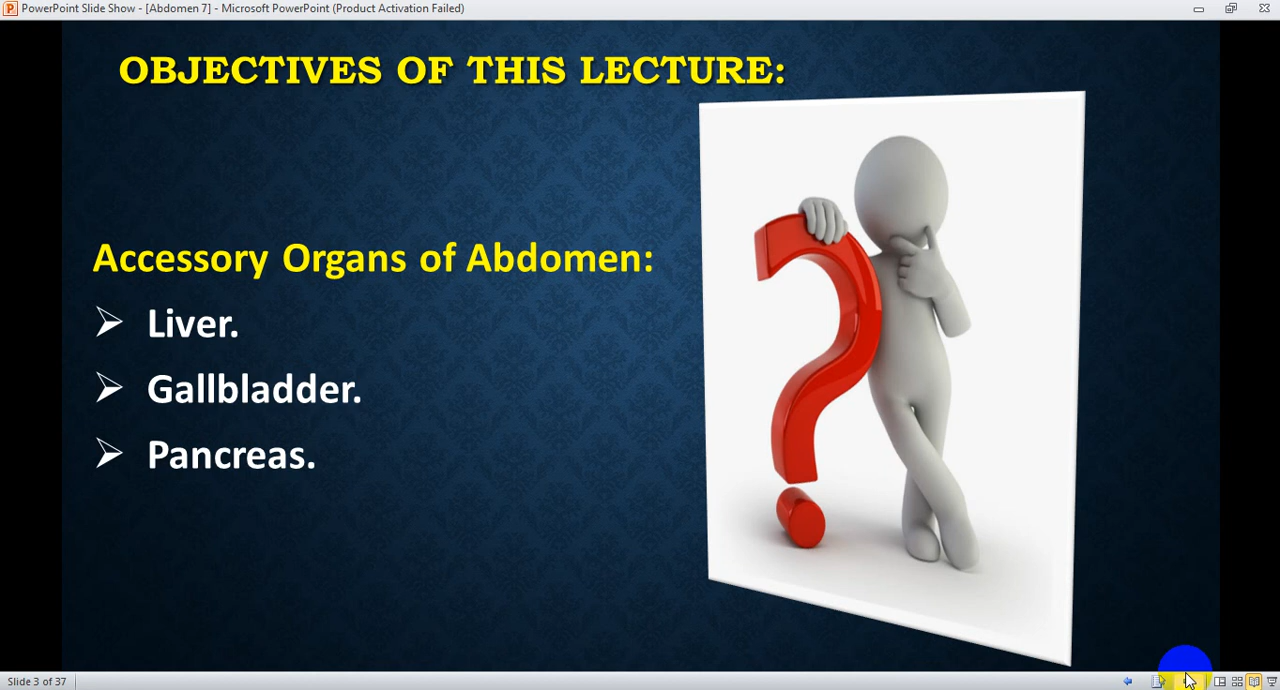 PowerPoint Slide Show - [Abdomen 7] - Microsoft PowerPoint (Product Activation Failed)
OBJECTIVES OF THIS LECTURE:
Accessory Organs of Abdomen:
Liver.
Gallbladder.
Pancreas.
Slide 3 of 37